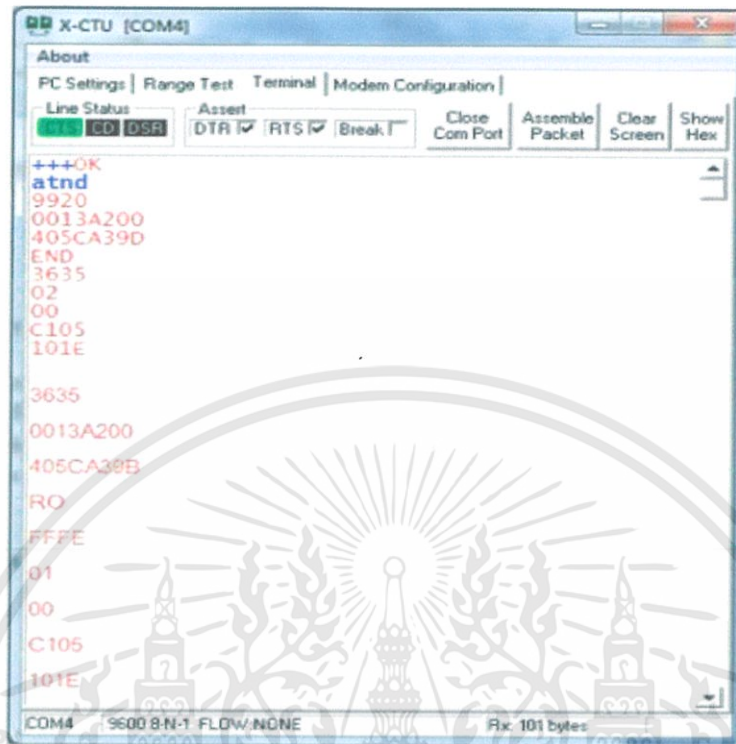 X-CTU [COM4]
About
PC Settings Range Test Terminal Modem Configuration
Line Status
CTS CD DSR
Assert
DTR RTS Break
Close Com Port
Assemble Packet
Clear Screen
Show Hex
+++OK
atnd
9920
0013A200
405CA39D
END
3635
02
00
C105
101E
3635
0013A200
405CA39B
RO
FFFE
01
00
C105
101E
COM4 9600 8-N-1 FLOW:NONE Rx: 101 bytes